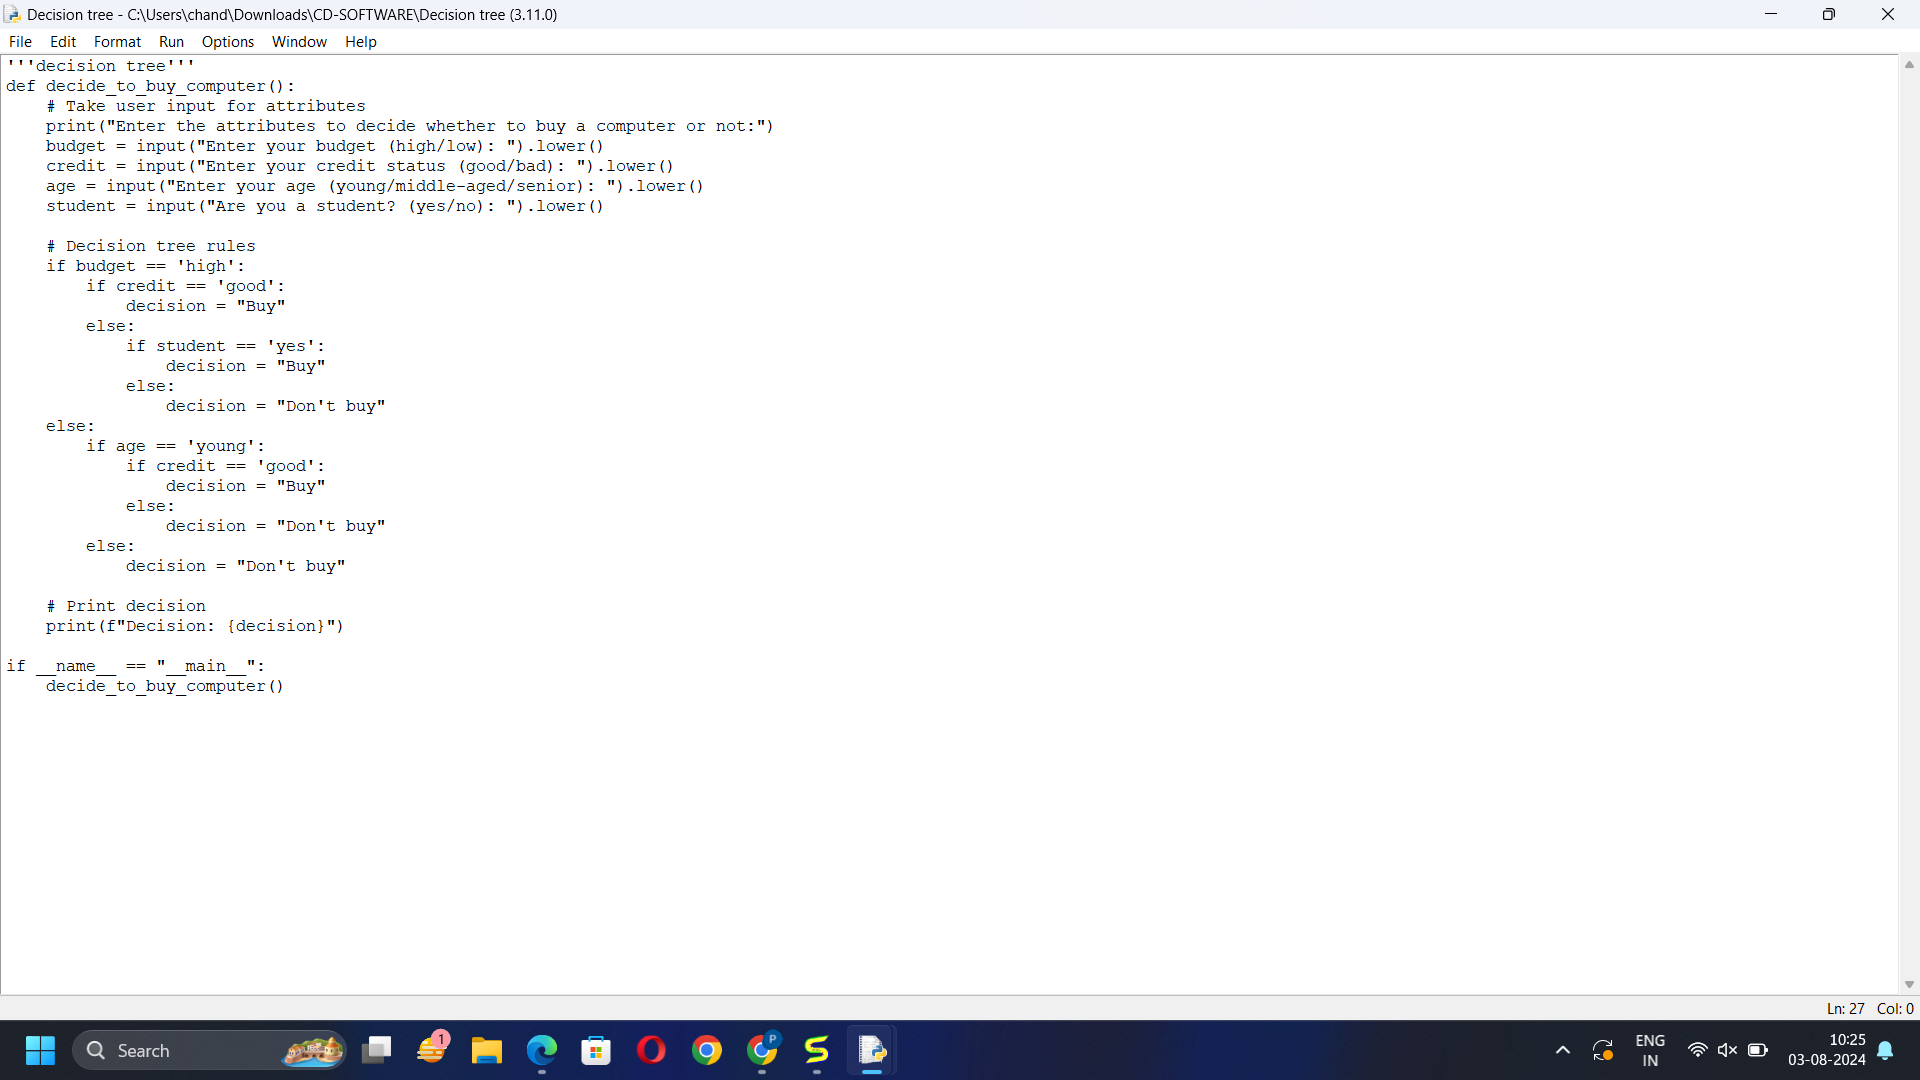 Decision tree - C:\Users\chand\Downloads\CD-SOFTWARE\Decision tree (3.11.0)
File Edit Format Run Options Window Help
'''decision tree'''
def decide_to_buy_computer():
    # Take user input for attributes
    print("Enter the attributes to decide whether to buy a computer or not:")
    budget = input("Enter your budget (high/low): ").lower()
    credit = input("Enter your credit status (good/bad): ").lower()
    age = input("Enter your age (young/middle-aged/senior): ").lower()
    student = input("Are you a student? (yes/no): ").lower()

    # Decision tree rules
    if budget == 'high':
        if credit == 'good':
            decision = "Buy"
        else:
            if student == 'yes':
                decision = "Buy"
            else:
                decision = "Don't buy"
    else:
        if age == 'young':
            if credit == 'good':
                decision = "Buy"
            else:
                decision = "Don't buy"
        else:
            decision = "Don't buy"

    # Print decision
    print(f"Decision: {decision}")

if __name__ == "__main__":
    decide_to_buy_computer()
Ln: 27 Col: 0
Search
1
P
ENG
IN
10:25
03-08-2024